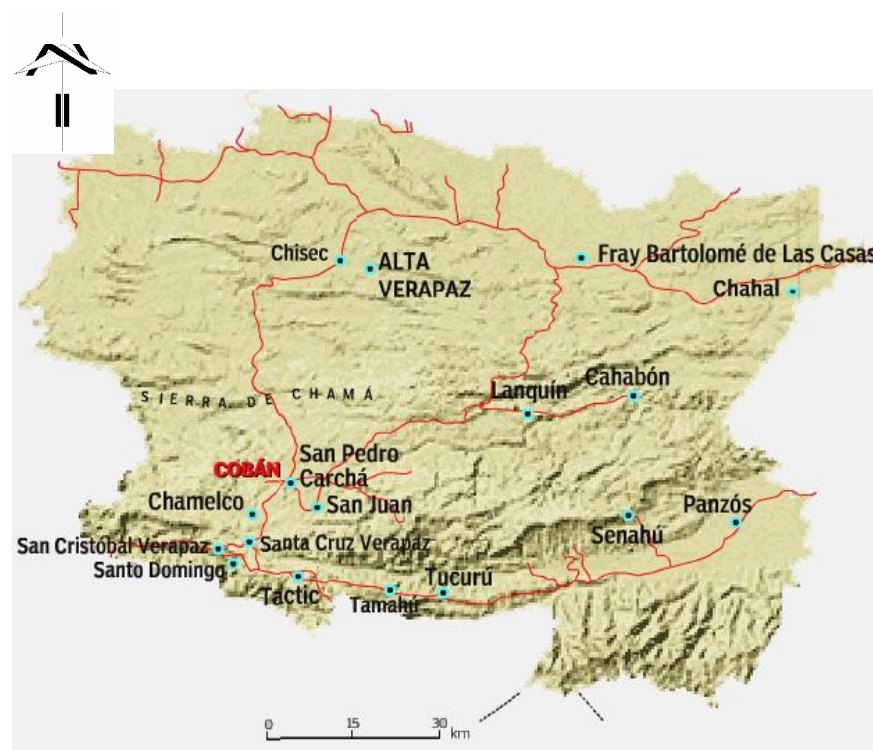 Chisec
ALTA
VERAPAZ
Fray Bartolomé de Las Casas
Chahal
SIERRA DE CHAMÁ
Lanquín
Cahabón
San Pedro
Carchá
COBÁN
Chamelco
San Juan
Senahú
Panzós
San Cristóbal Verapaz
Santa Cruz Verapaz
Santo Domingo
Tactic
Tamahú
Tucurú
0 15 30
km